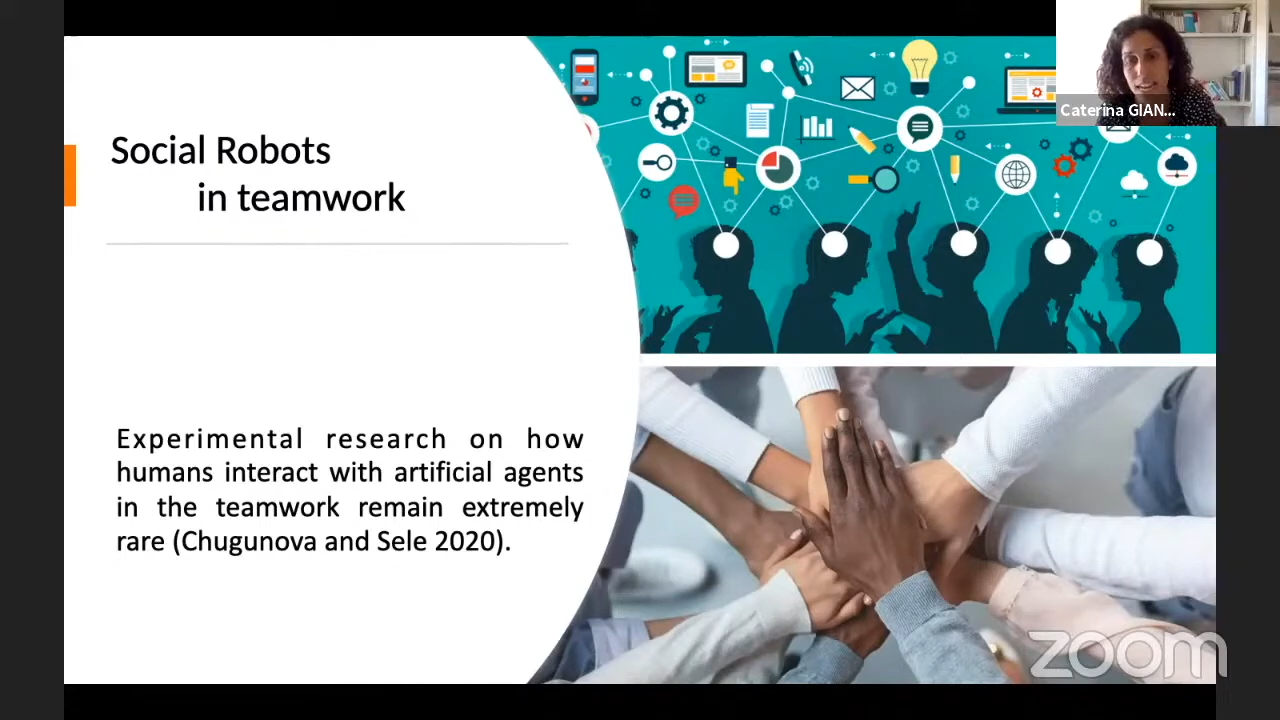 Social Robots
in teamwork
Experimental research on how
humans interact with artificial agents
in the teamwork remain extremely
rare (Chugunova and Sele 2020).
Caterina GIAN...
zoom